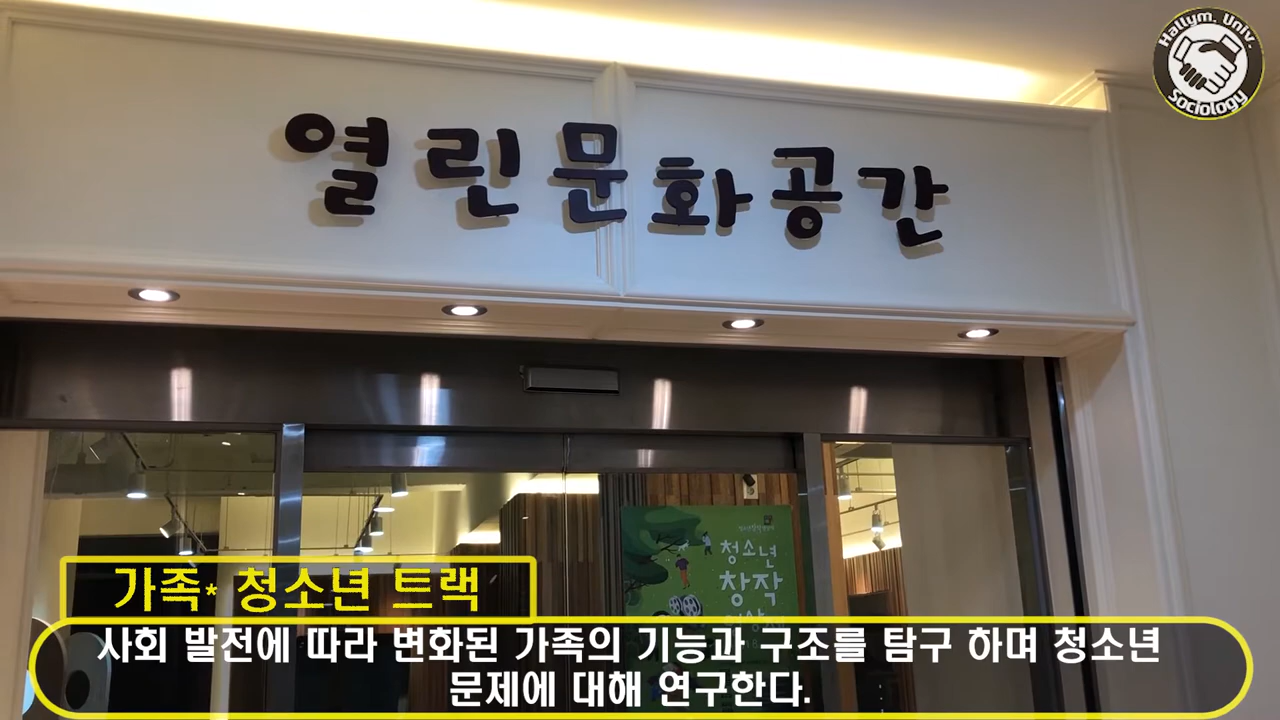 Hallym. Univ.
Sociology
열린문화공간
청소년
창작
가족* 청소년 트랙
사회 발전에 따라 변화된 가족의 기능과 구조를 탐구 하며 청소년
문제에 대해 연구한다.